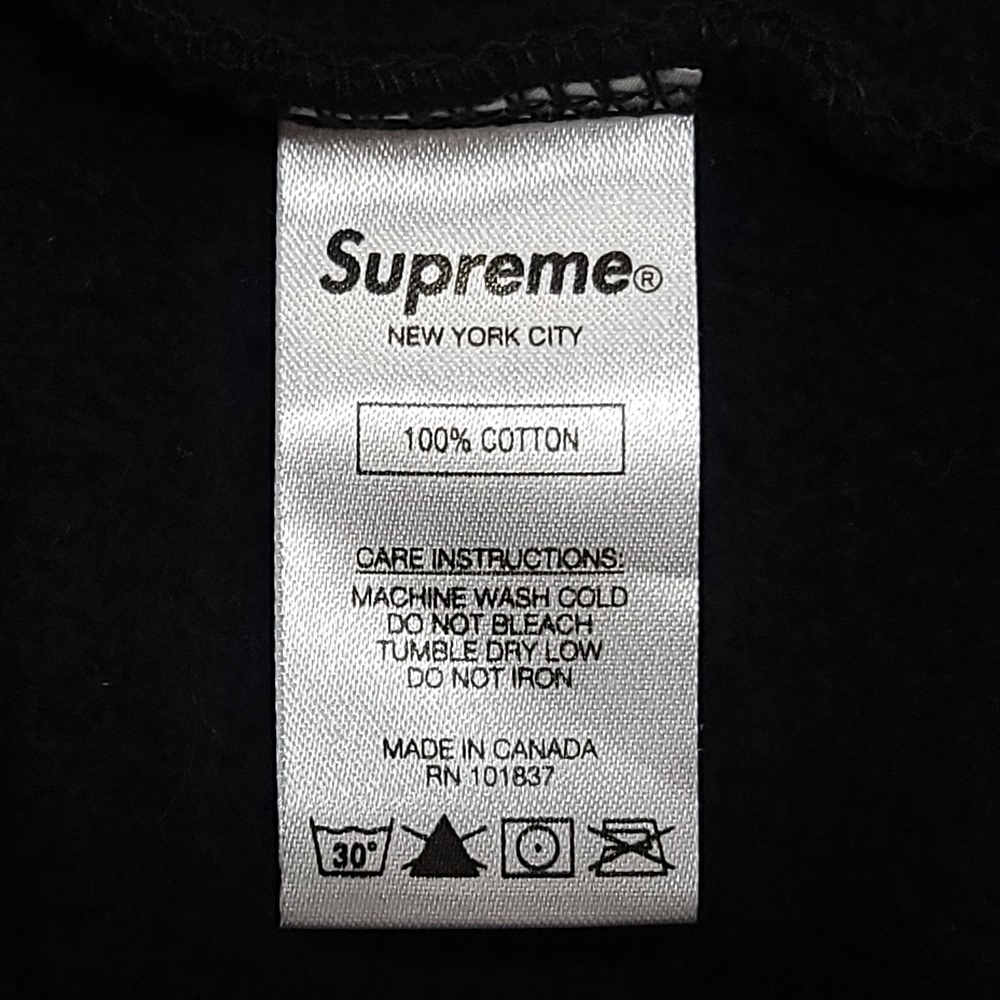 Supreme®
NEW YORK CITY
100% COTTON
CARE INSTRUCTIONS:
MACHINE WASH COLD
DO NOT BLEACH
TUMBLE DRY LOW
DO NOT IRON
MADE IN CANADA
RN 101837
30°